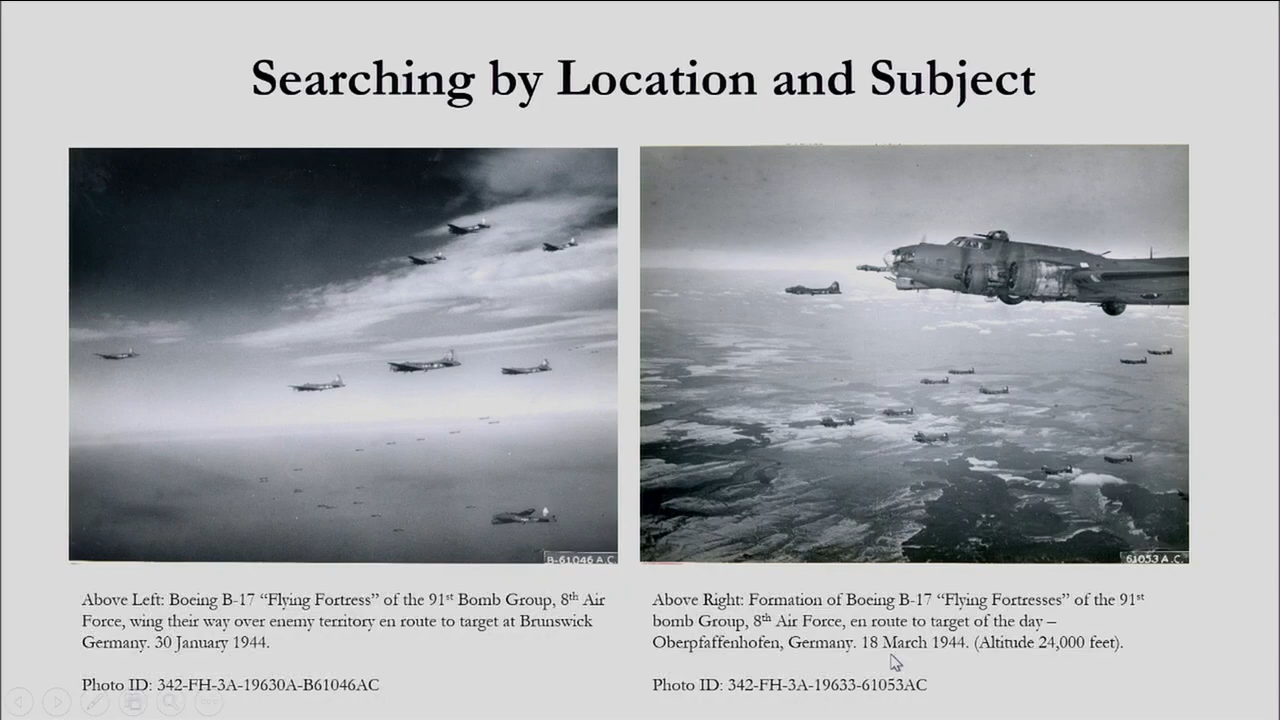 Searching by Location and Subject
B-61046 A.C.
61053 A.C.
Above Left: Boeing B-17 “Flying Fortress” of the 91st Bomb Group, 8th Air
Force, wing their way over enemy territory en route to target at Brunswick
Germany. 30 January 1944.
Photo ID: 342-FH-3A-19630A-B61046AC
Above Right: Formation of Boeing B-17 “Flying Fortresses” of the 91st
bomb Group, 8th Air Force, en route to target of the day –
Oberpfaffenhofen, Germany. 18 March 1944. (Altitude 24,000 feet).
Photo ID: 342-FH-3A-19633-61053AC